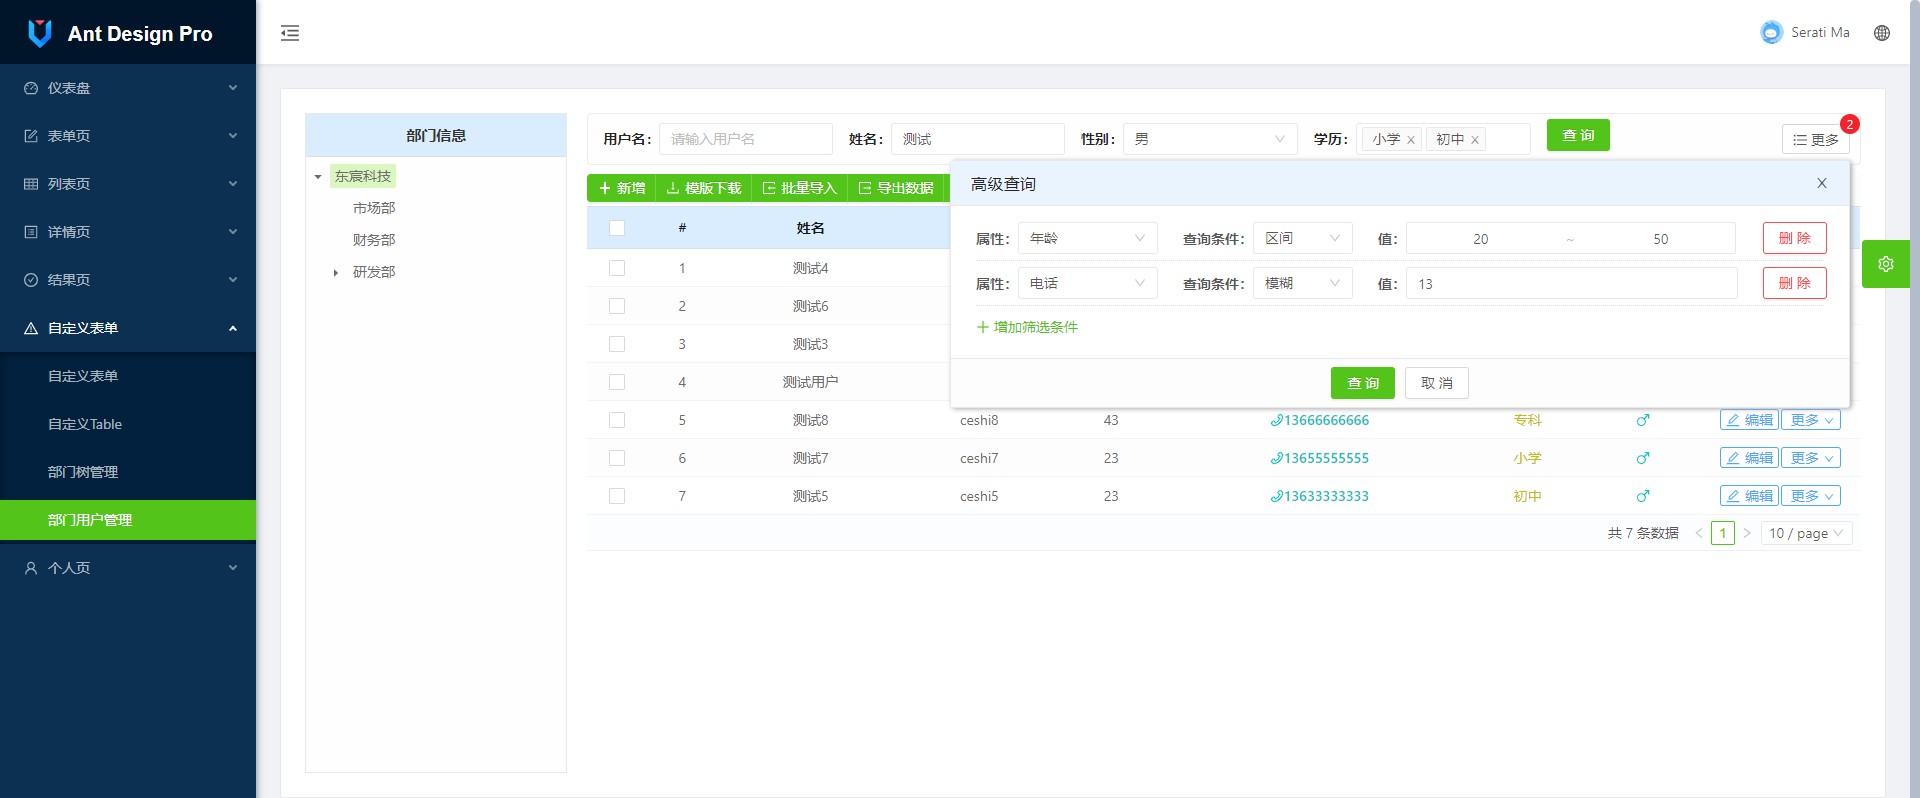 Ant Design Pro
Serati Ma
仪表盘
表单页
列表页
详情页
结果页
自定义表单
自定义表单
自定义Table
部门树管理
部门用户管理
个人页
部门信息
东宸科技
市场部
财务部
研发部
用户名: 请输入用户名 姓名: 测试 性别: 男 学历: 小学 x 初中 x 查 询 更多 2
新增 模版下载 批量导入 导出数据
高级查询 X
属性: 年龄 查询条件: 区间 值: 20 ~ 50 删 除
属性: 电话 查询条件: 模糊 值: 13 删 除
增加筛选条件
查 询 取 消
# 姓名
1 测试4
2 测试6
3 测试3
4 测试用户
5 测试8 ceshi8 43 13666666666 专科 编辑 更多
6 测试7 ceshi7 23 13655555555 小学 编辑 更多
7 测试5 ceshi5 23 13633333333 初中 编辑 更多
共 7 条数据 < 1 > 10 / page